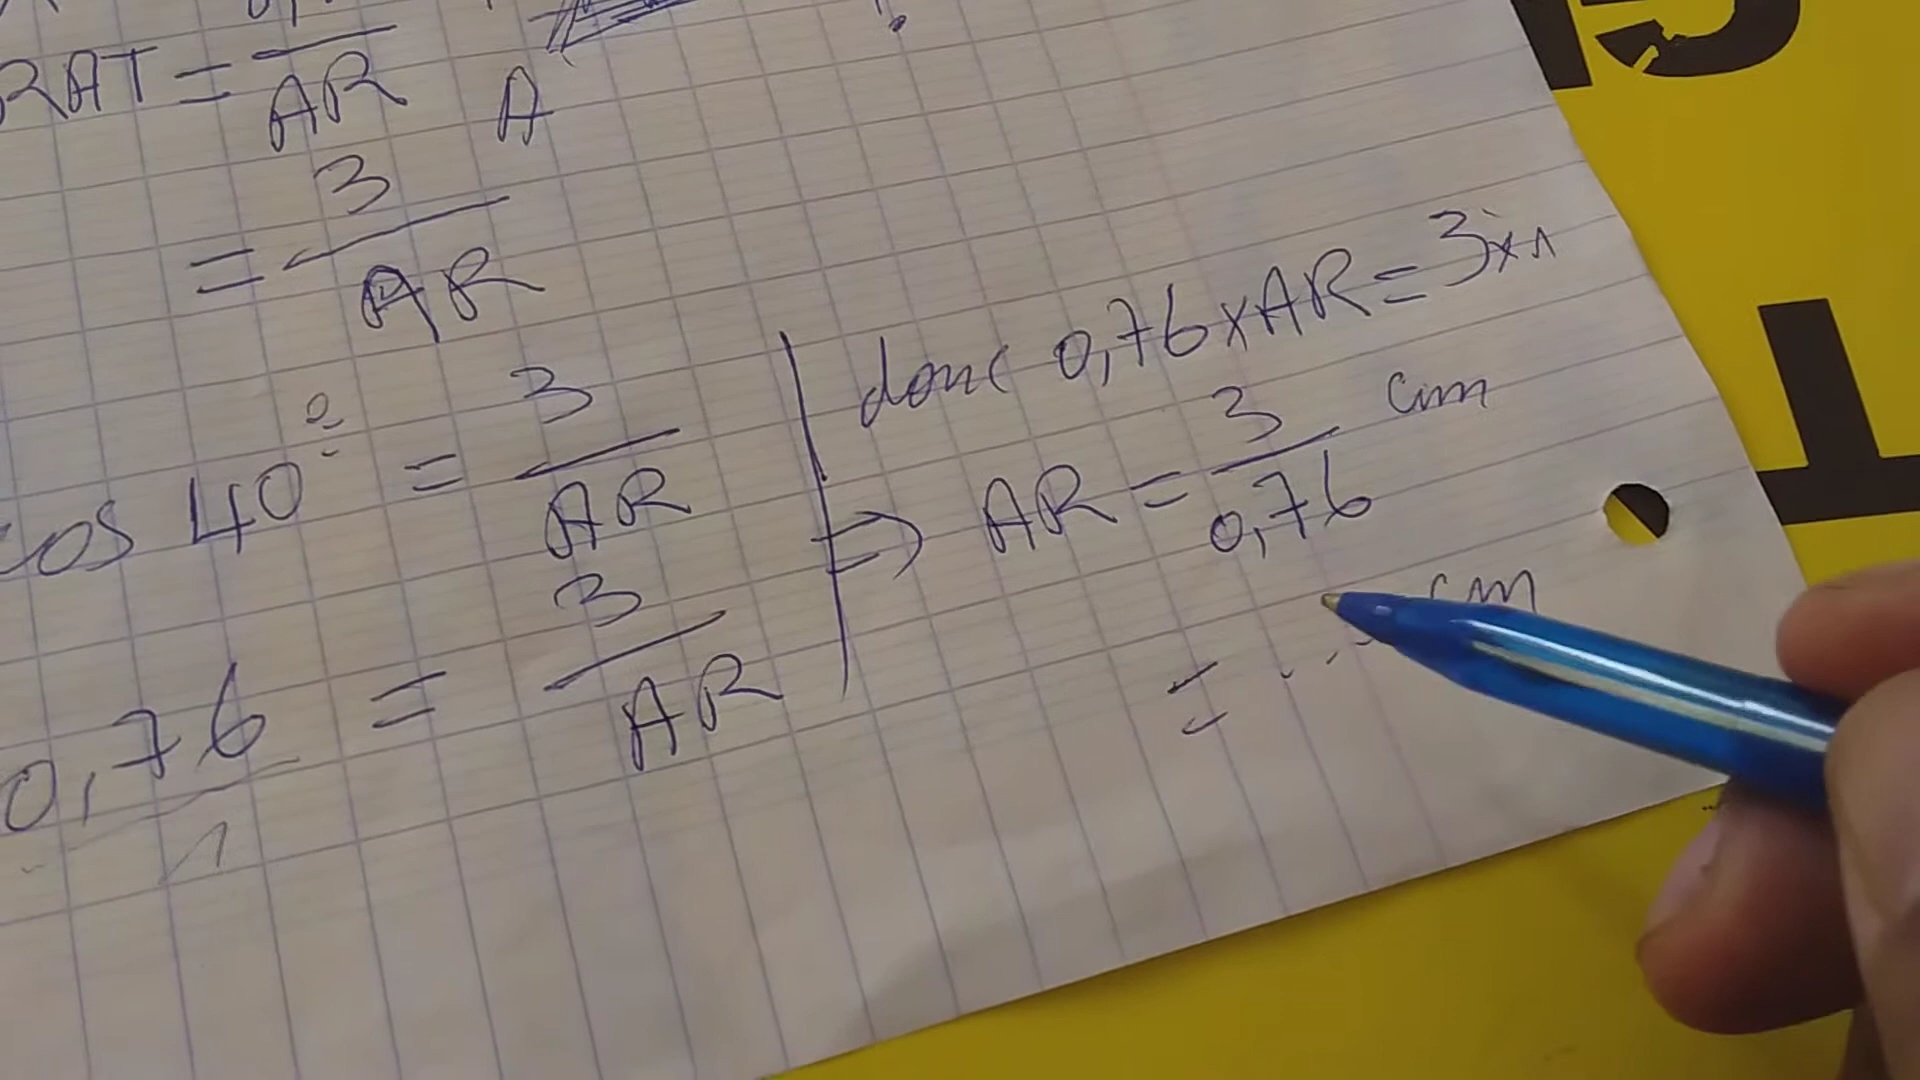 RAT = / AR A
= 3 / AR
cos 40° = 3 / AR
0,76 / 1 = 3 / AR
donc 0,76 x AR = 3 x 1
=> AR = 3 / 0,76 cm
= ... cm